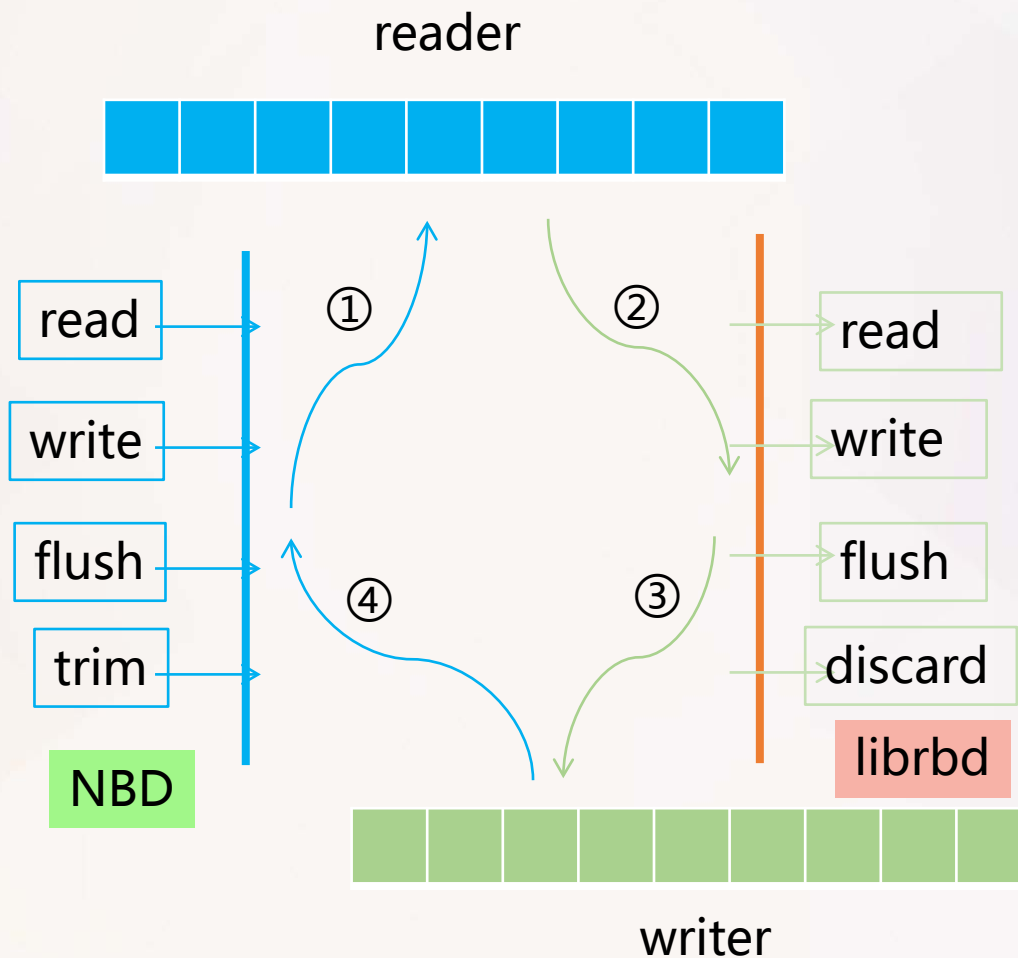 reader
①
②
read
read
write
write
flush
flush
④
③
trim
discard
NBD
librbd
writer